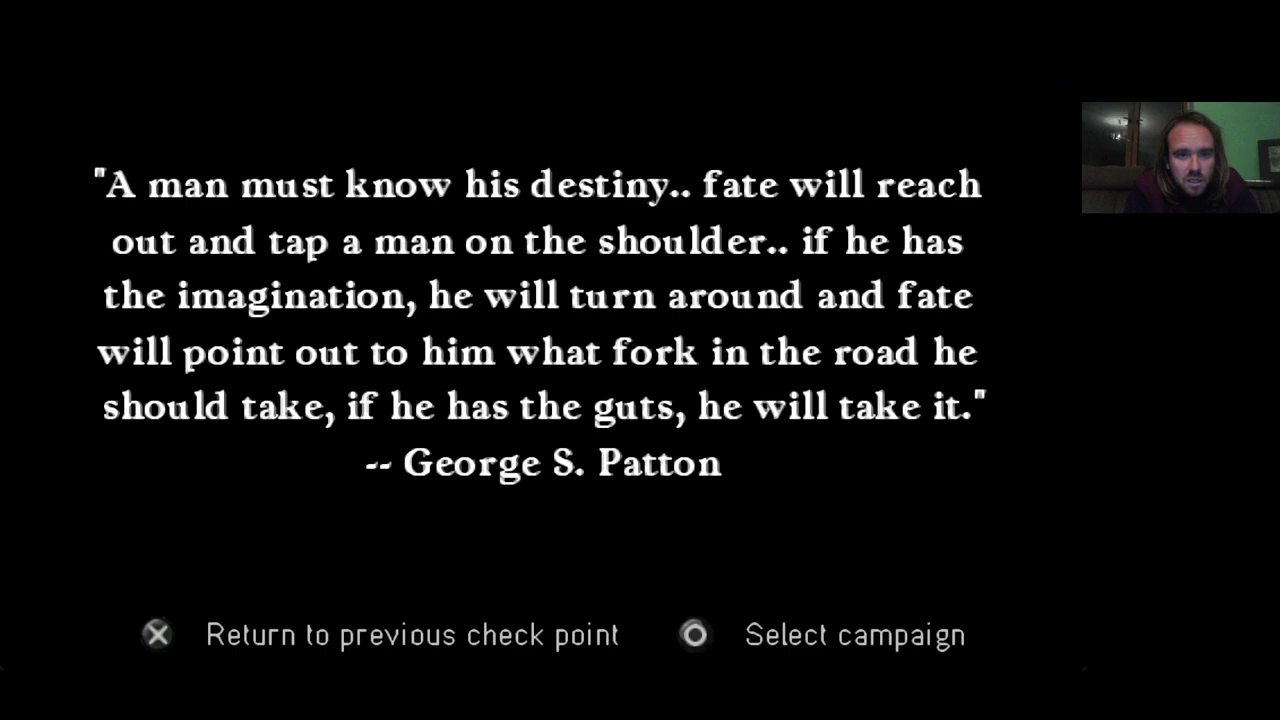 "A man must know his destiny.. fate will reach
out and tap a man on the shoulder.. if he has
the imagination, he will turn around and fate
will point out to him what fork in the road he
should take, if he has the guts, he will take it."
-- George S. Patton
Return to previous check point Select campaign